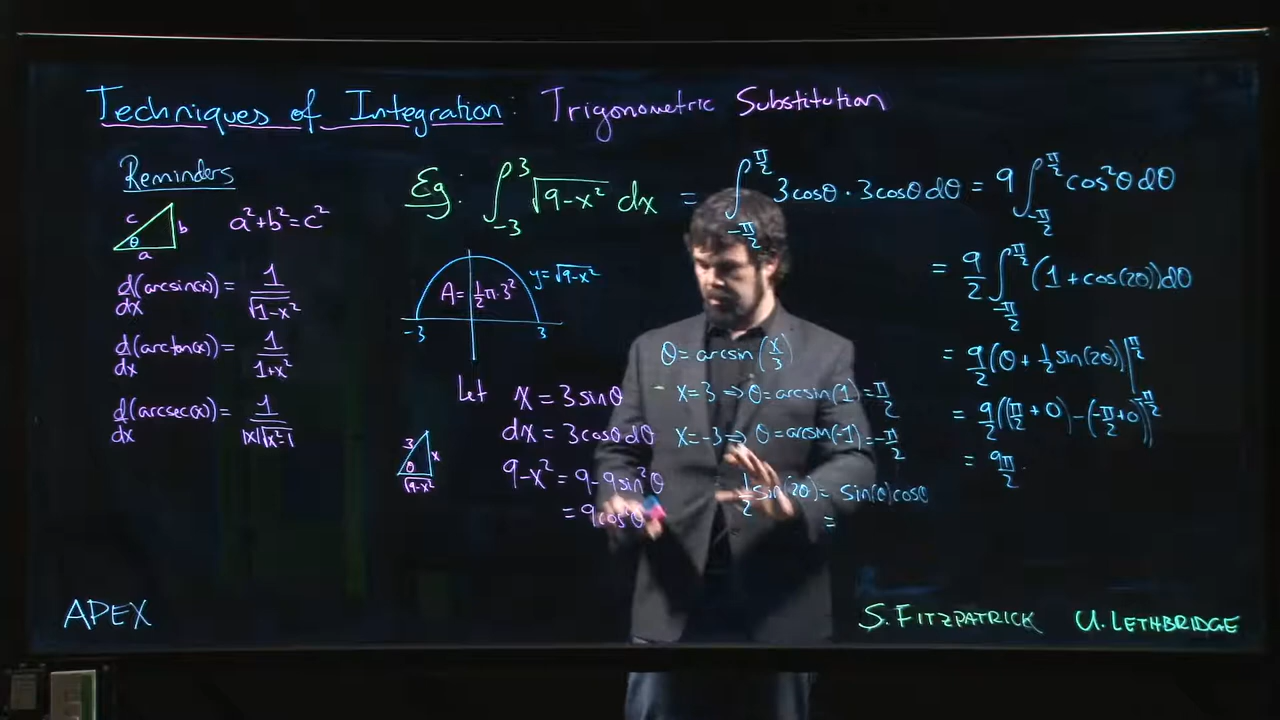 Techniques of Integration: Trigonometric Substitution
Reminders
c b θ a
a²+b²=c²
d/dx(arcsin(x)) = 1/√(1-x²)
d/dx(arctan(x)) = 1/(1+x²)
d/dx(arcsec(x)) = 1/(|x|√(x²-1))
Eg: ∫_{-3}^{3} √(9-x²) dx = ∫_{-π/2}^{π/2} 3cosθ · 3cosθ dθ = 9∫_{-π/2}^{π/2} cos²θ dθ
= 9/2 ∫_{-π/2}^{π/2} (1+cos(2θ))dθ
= 9/2 (θ + 1/2 sin(2θ))|_{-π/2}^{π/2}
= 9/2((π/2 + 0) - (-π/2 + 0))
= 9π/2.
A = 1/2 π·3²
y=√(9-x²)
-3 3
Let x = 3sinθ
dx = 3cosθ dθ
9-x² = 9-9sin²θ
= 9cos²θ
3 x θ √(9-x²)
θ = arcsin(x/3)
x=3 ⇒ θ=arcsin(1)=π/2
x=-3 ⇒ θ=arcsin(-1)=-π/2
1/2 sin(2θ) = sin(θ)cosθ
=
APEX
S. FITZPATRICK U. LETHBRIDGE